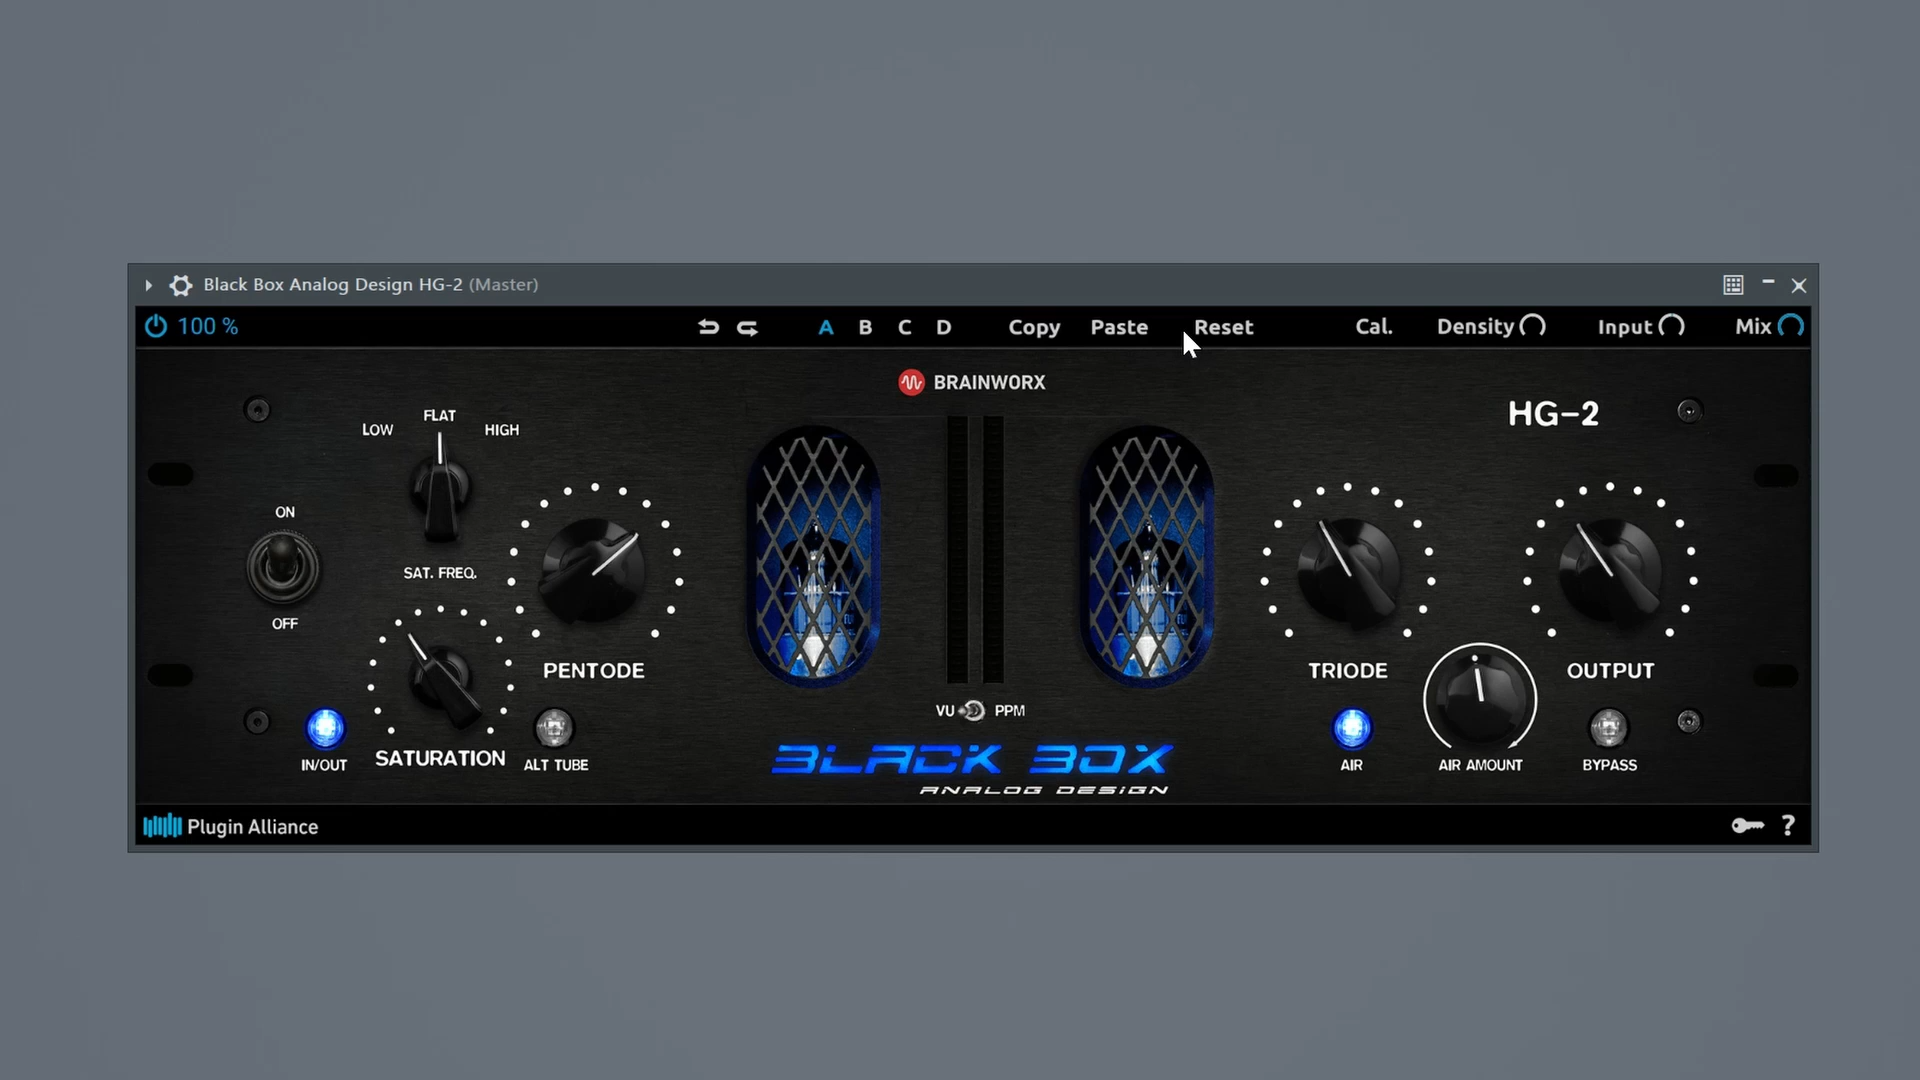 Black Box Analog Design HG-2 (Master)
100 %
A B C D Copy Paste Reset Cal. Density Input Mix
BRAINWORX
HG-2
FLAT
LOW HIGH
ON
SAT. FREQ.
OFF
PENTODE TRIODE OUTPUT
VU PPM
SATURATION
IN/OUT ALT TUBE AIR AIR AMOUNT BYPASS
BLACK BOX
ANALOG DESIGN
Plugin Alliance ?